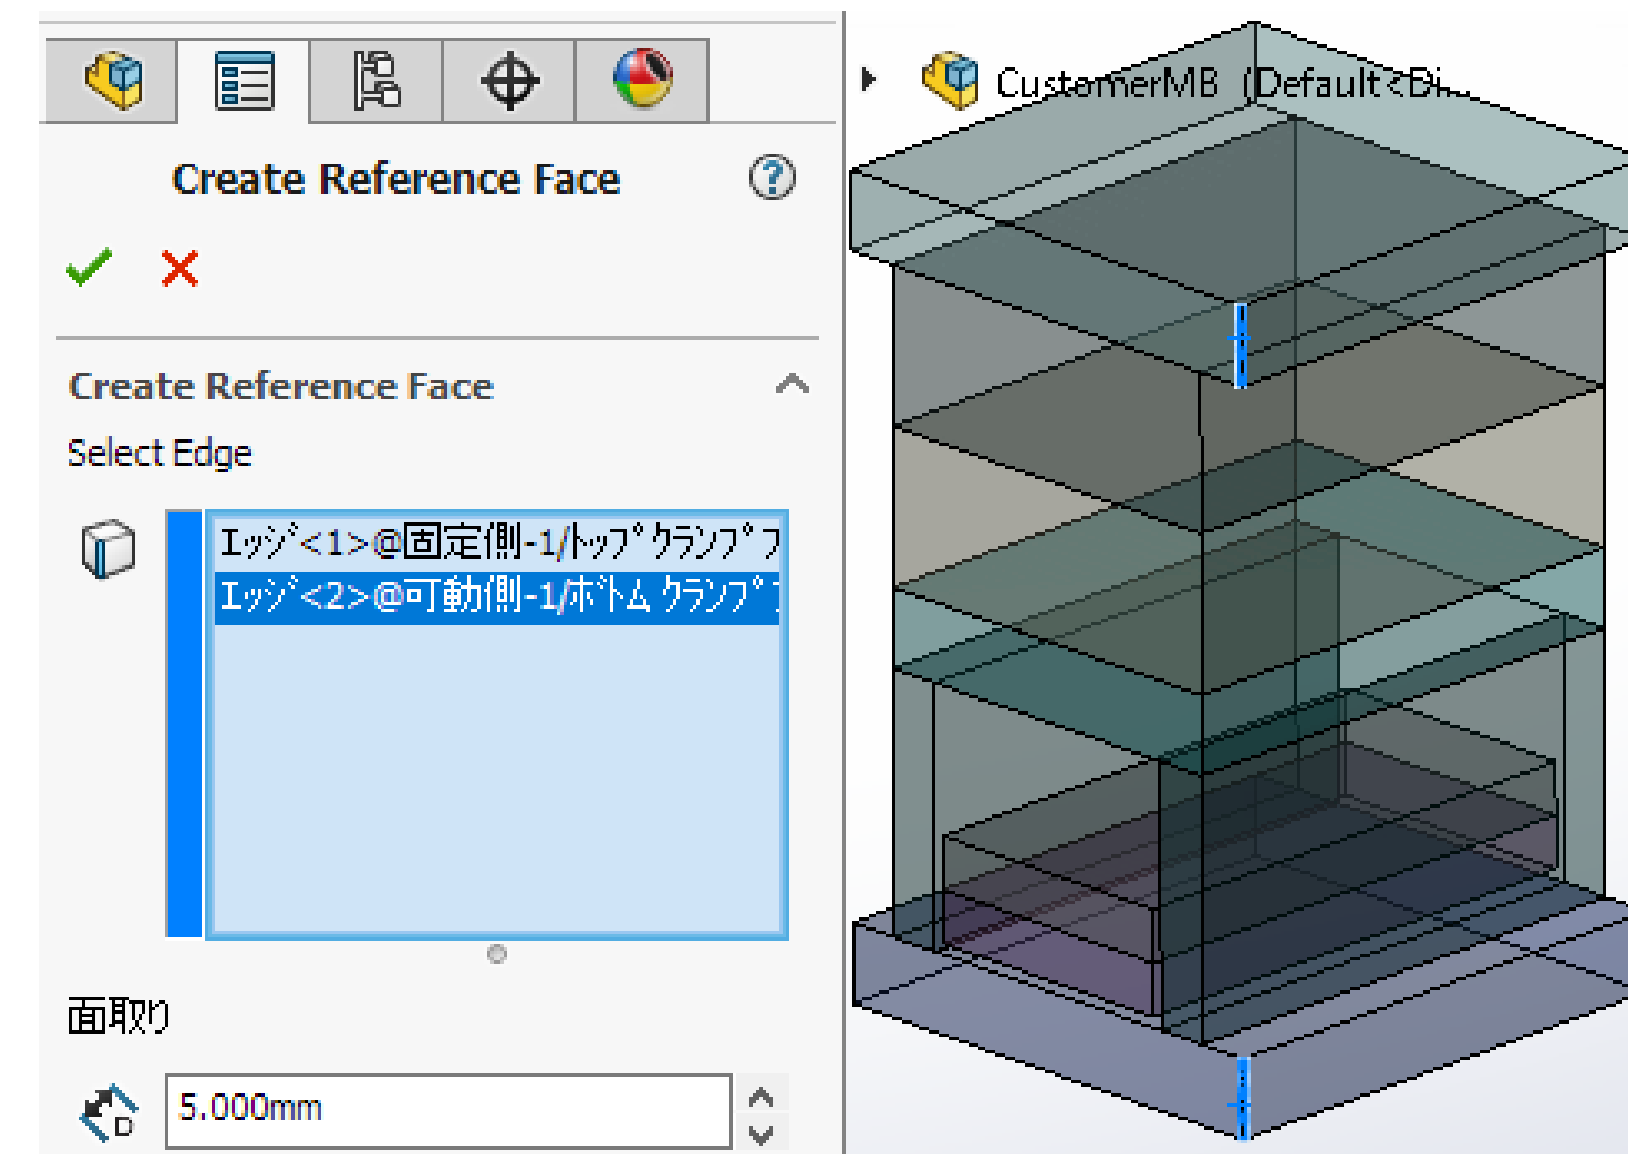 CustomerMB (Default<Di...
Create Reference Face
Create Reference Face
Select Edge
ｴｯｼﾞ<1>@固定側-1/ﾄｯﾌﾟｸﾗﾝﾌﾟﾌ
ｴｯｼﾞ<2>@可動側-1/ﾎﾞﾄﾑ ｸﾗﾝﾌﾟﾌ
面取り
D
5.000mm